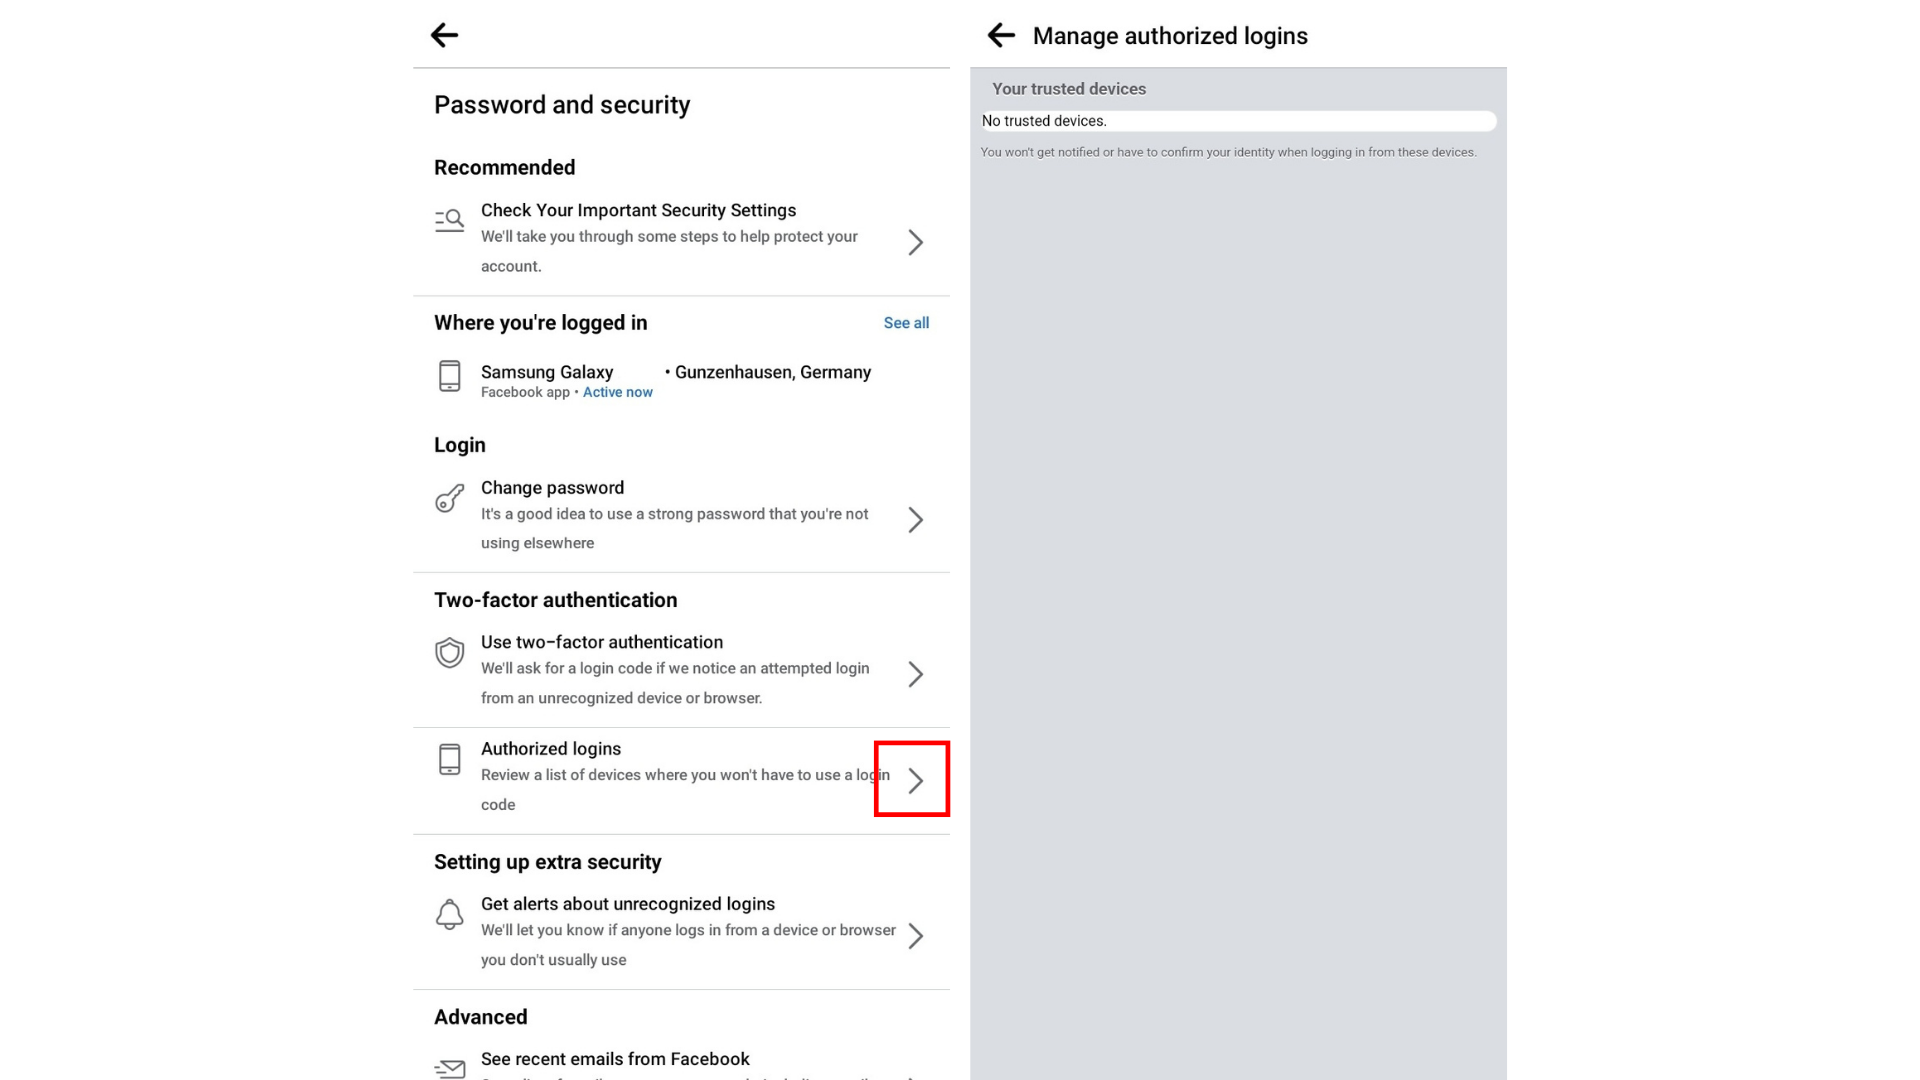 Password and security
Recommended
Check Your Important Security Settings
We'll take you through some steps to help protect your
account.
Where you're logged in
See all
Samsung Galaxy • Gunzenhausen, Germany
Facebook app • Active now
Login
Change password
It's a good idea to use a strong password that you're not
using elsewhere
Two-factor authentication
Use two-factor authentication
We'll ask for a login code if we notice an attempted login
from an unrecognized device or browser.
Authorized logins
Review a list of devices where you won't have to use a login
code
Setting up extra security
Get alerts about unrecognized logins
We'll let you know if anyone logs in from a device or browser
you don't usually use
Advanced
See recent emails from Facebook
Manage authorized logins
Your trusted devices
No trusted devices.
You won't get notified or have to confirm your identity when logging in from these devices.